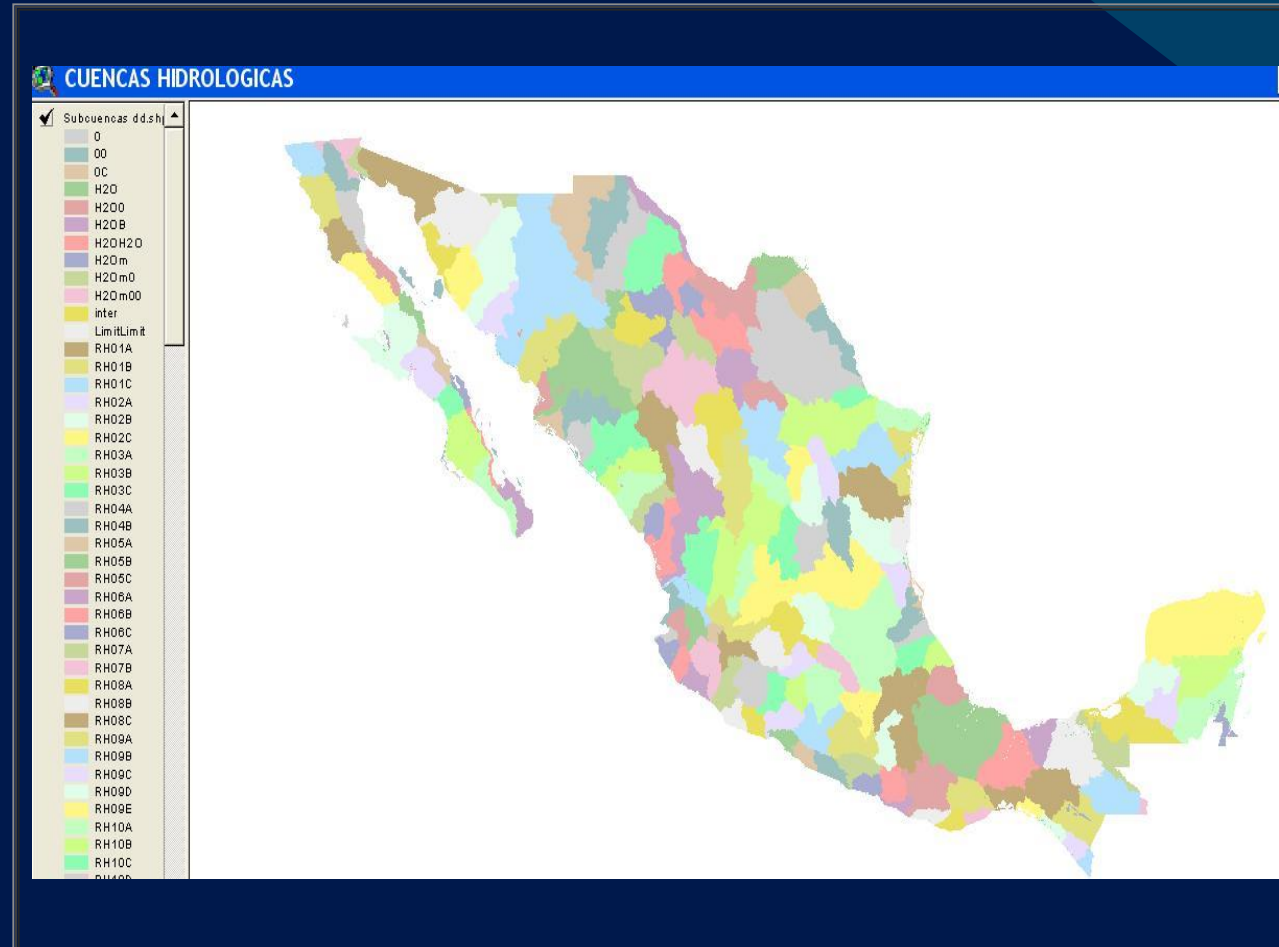 CUENCAS HIDROLOGICAS
Subcuencas dd.shp
0
00
0C
H2O
H2O0
H2OB
H2OH2O
H2Om
H2Om0
H2Om00
inter
LimitLimit
RH01A
RH01B
RH01C
RH02A
RH02B
RH02C
RH03A
RH03B
RH03C
RH04A
RH04B
RH05A
RH05B
RH05C
RH06A
RH06B
RH06C
RH07A
RH07B
RH08A
RH08B
RH08C
RH09A
RH09B
RH09C
RH09D
RH09E
RH10A
RH10B
RH10C